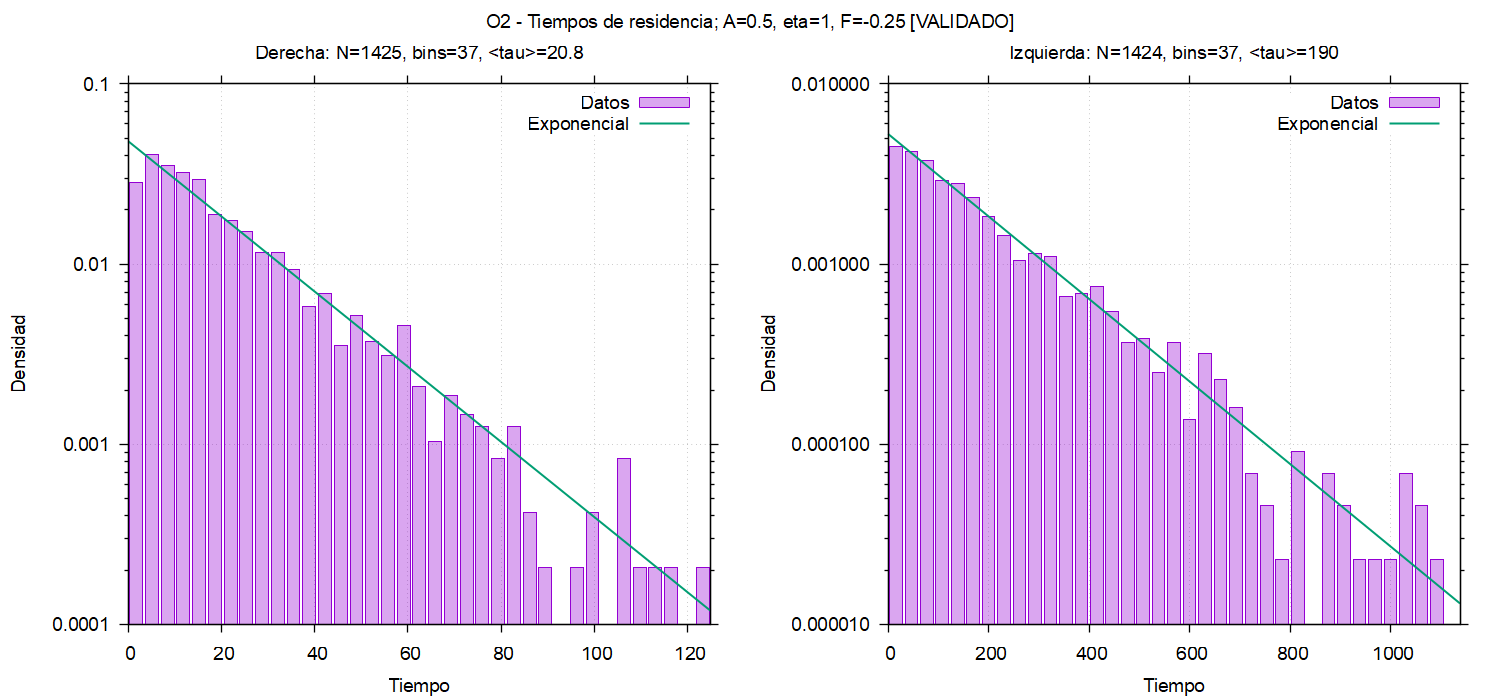 O2 - Tiempos de residencia; A=0.5, eta=1, F=-0.25 [VALIDADO]
Derecha: N=1425, bins=37, <tau>=20.8
0.1
0.01
0.001
0.0001
Densidad
Datos
Exponencial
0
20
40
60
80
100
120
Tiempo
Izquierda: N=1424, bins=37, <tau>=190
0.010000
0.001000
0.000100
0.000010
Densidad
Datos
Exponencial
0
200
400
600
800
1000
Tiempo